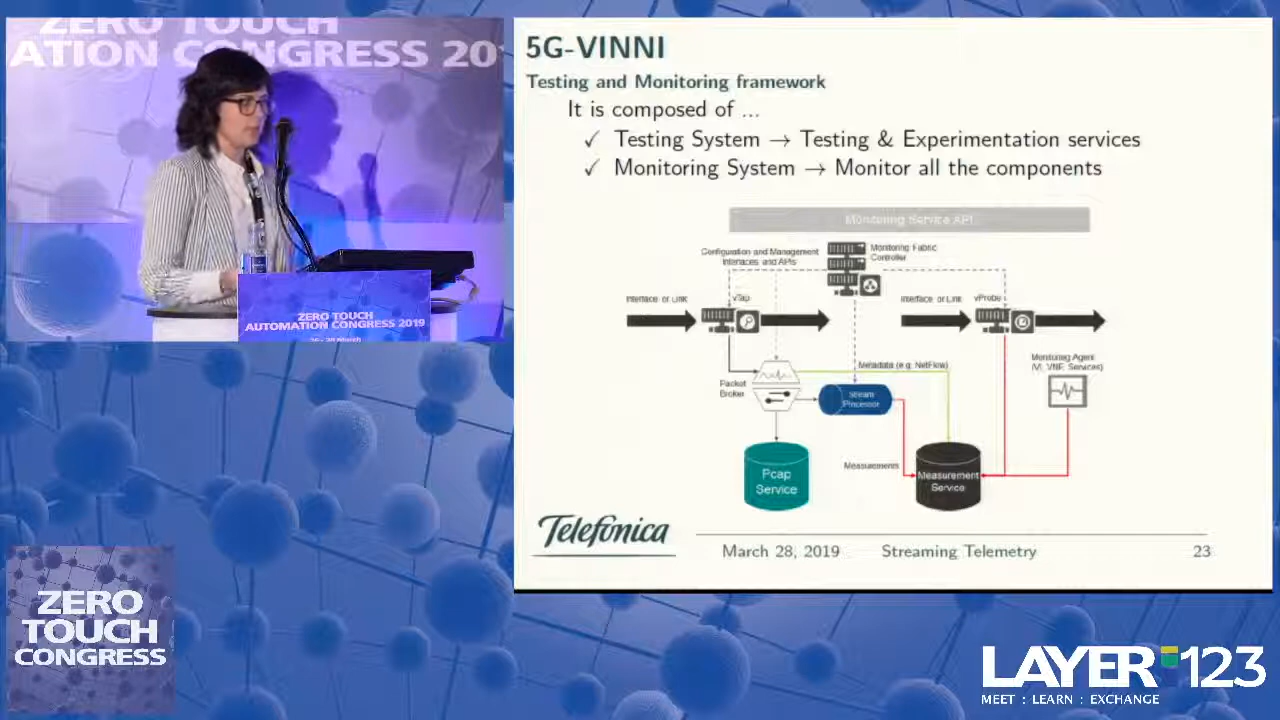 ZERO TOUCH
ATION CONGRESS 20
ZERO TOUCH
AUTOMATION CONGRESS 2019
5G-VINNI
Testing and Monitoring framework
It is composed of ...
✓ Testing System → Testing & Experimentation services
✓ Monitoring System → Monitor all the components
Monitoring Service API
Configuration and Management
Interfaces and APIs
Monitoring Fabric
Controller
Interface or Link
vTap
Interface or Link
vProbe
Monitoring Agent
(VI, VNF, Services)
Metadata (e.g. NetFlow)
Packet
Broker
Stream
Processor
Measurements
Pcap
Service
Measurement
Service
Telefónica
March 28, 2019 Streaming Telemetry 23
ZERO
TOUCH
CONGRESS
LAYER 123
MEET : LEARN : EXCHANGE